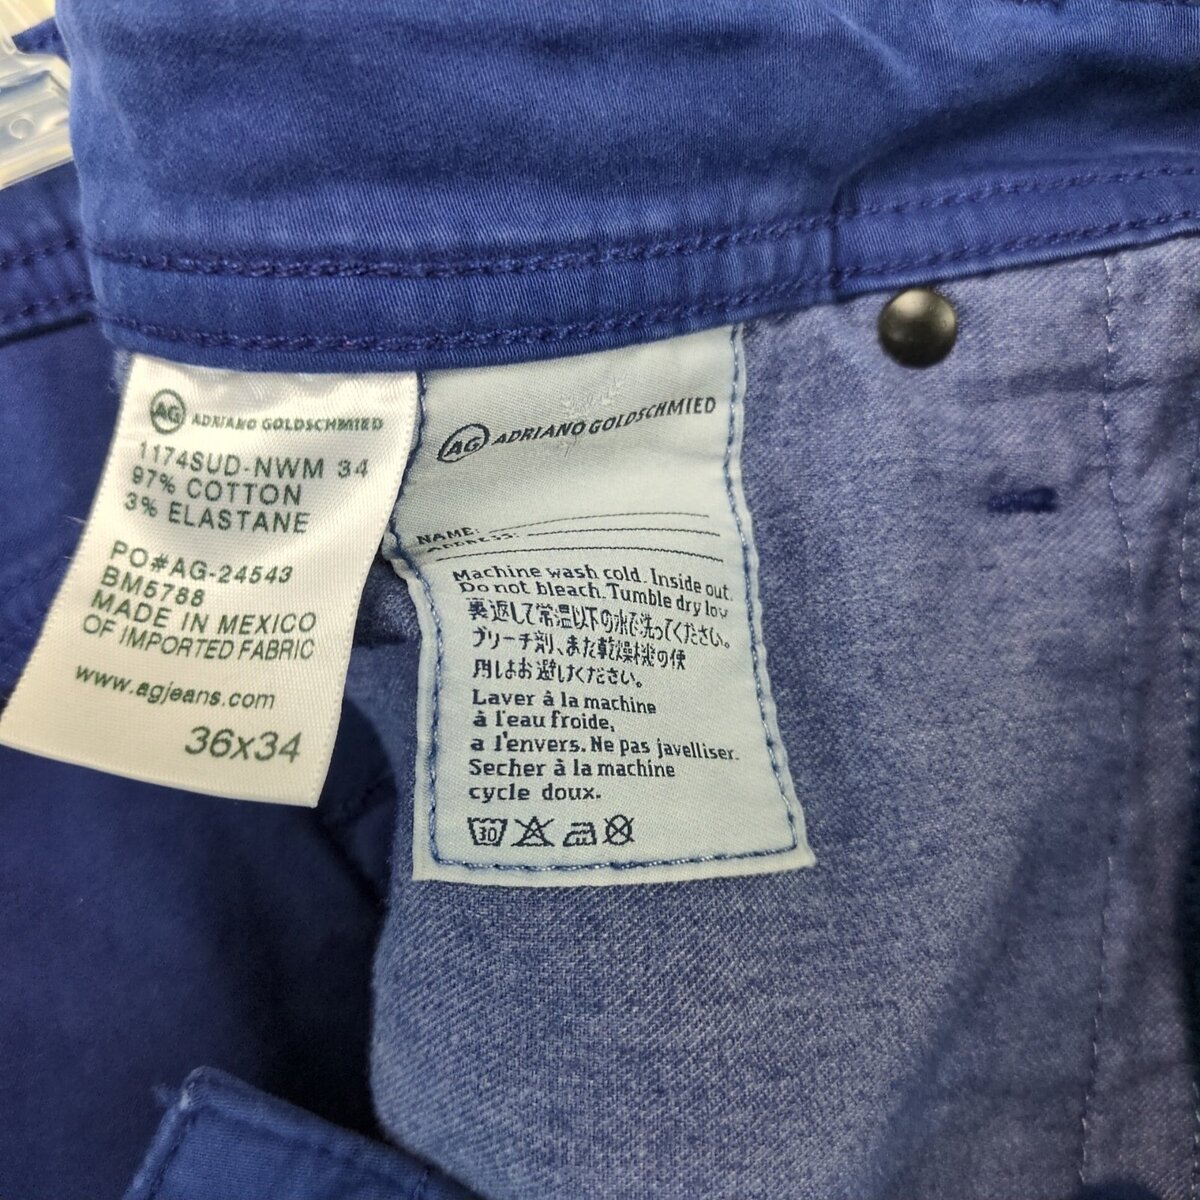 AG ADRIANO GOLDSCHMIED
1174SUD-NWM 34
97% COTTON
3% ELASTANE
PO#AG-24543
BM5788
MADE IN MEXICO
OF IMPORTED FABRIC
www.agjeans.com
36x34
AG ADRIANO GOLDSCHMIED
NAME:
ADDRESS:
Machine wash cold. Inside out.
Do not bleach. Tumble dry low
裏返して常温以下の水で洗ってください。
ブリーチ剤、また乾燥機の使
用はお避けください。
Laver à la machine
à l'eau froide,
a l'envers. Ne pas javelliser.
Secher à la machine
cycle doux.
30